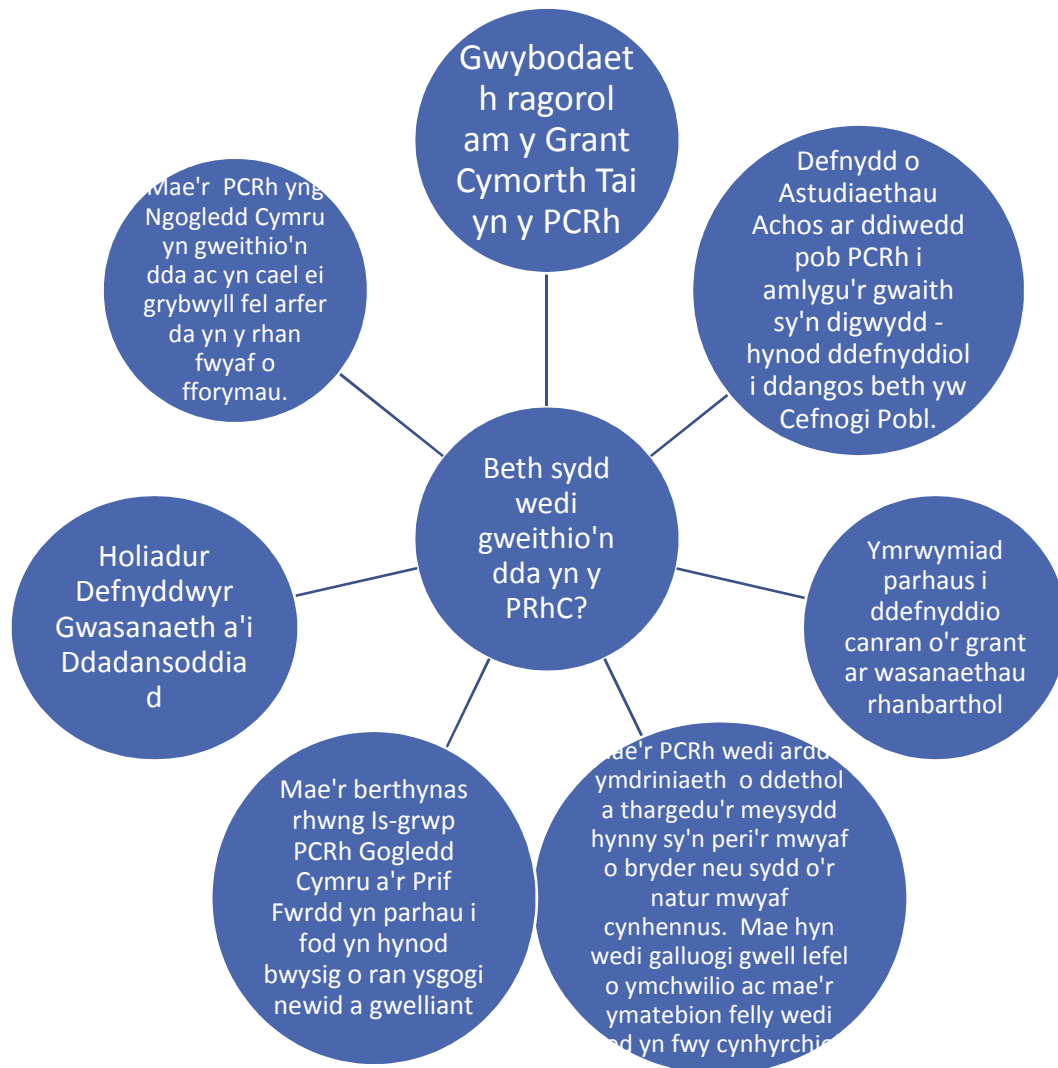 Gwybodaet
h ragorol
am y Grant
Cymorth Tai
yn y PCRh
Defnydd o
Astudiaethau
Achos ar ddiwedd
pob PCRh i
amlygu'r gwaith
sy'n digwydd -
hynod ddefnyddiol
i ddangos beth yw
Cefnogi Pobl.
Ymrwymiad
parhaus i
ddefnyddio
canran o'r grant
ar wasanaethau
rhanbarthol
PCRh wedi
ymdriniaeth o ddethol
a thargedu'r meysydd
hynny sy'n peri'r mwyaf
o bryder neu sydd o'r
natur mwyaf
cynhennus. Mae hyn
wedi galluogi gwell lefel
o ymchwilio ac mae'r
ymatebion felly wedi
yn fwy
Mae'r berthynas
rhwng Is-grwp
PCRh Gogledd
Cymru a'r Prif
Fwrdd yn parhau i
fod yn hynod
bwysig o ran ysgogi
newid a gwelliant
Holiadur
Defnyddwyr
Gwasanaeth a'i
Ddadansoddia
d
Mae'r PCRh yng
Ngogledd Cymru
yn gweithio'n
dda ac yn cael ei
grybwyll fel arfer
da yn y rhan
fwyaf o
fforymau.
Beth sydd
wedi
gweithio'n
dda yn y
PRhC?